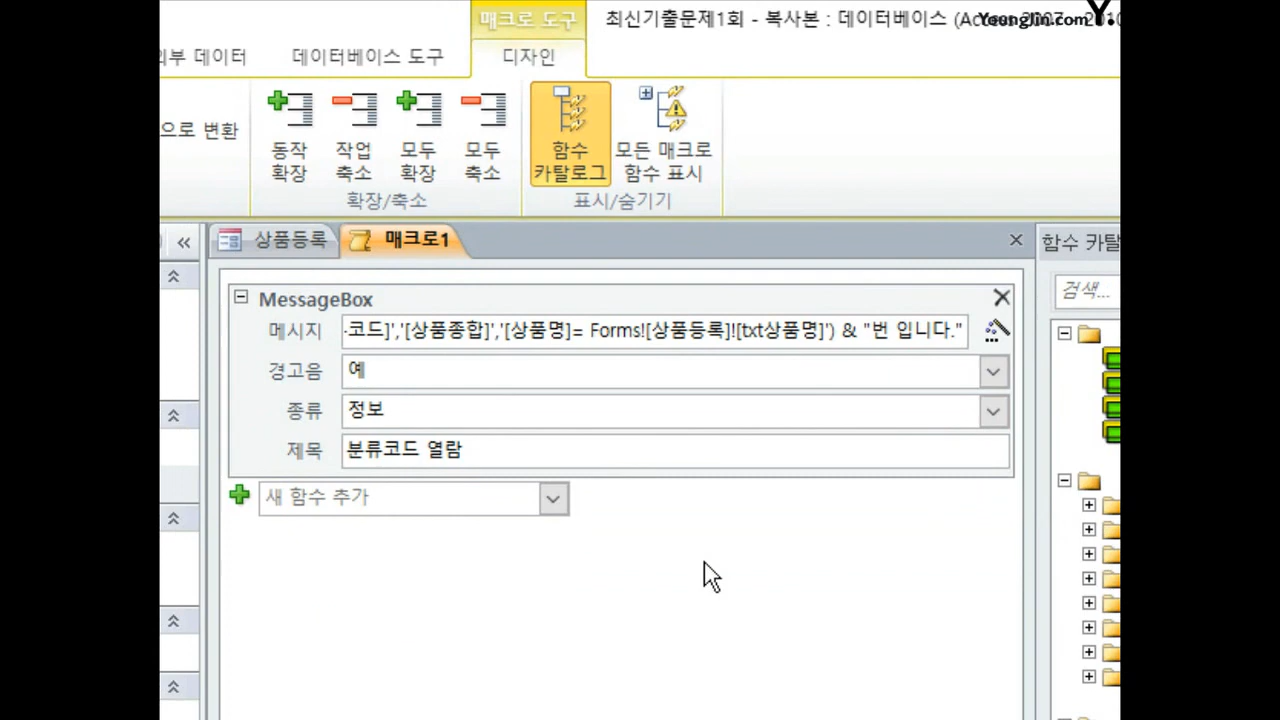 매크로 도구
최신기출문제1회 - 복사본 : 데이터베이스 (Ac
Yeunglin.com Y.
외부 데이터 데이터베이스 도구 디자인
으로 변환
동작 확장
작업 축소
모두 확장
모두 축소
함수 카탈로그
모든 매크로 함수 표시
확장/축소 표시/숨기기
상품등록 매크로1
함수 카탈
검색...
MessageBox
메시지 코드]','[상품종합]','[상품명]= Forms![상품등록]![txt상품명]') & "번 입니다."
경고음 예
종류 정보
제목 분류코드 열람
새 함수 추가